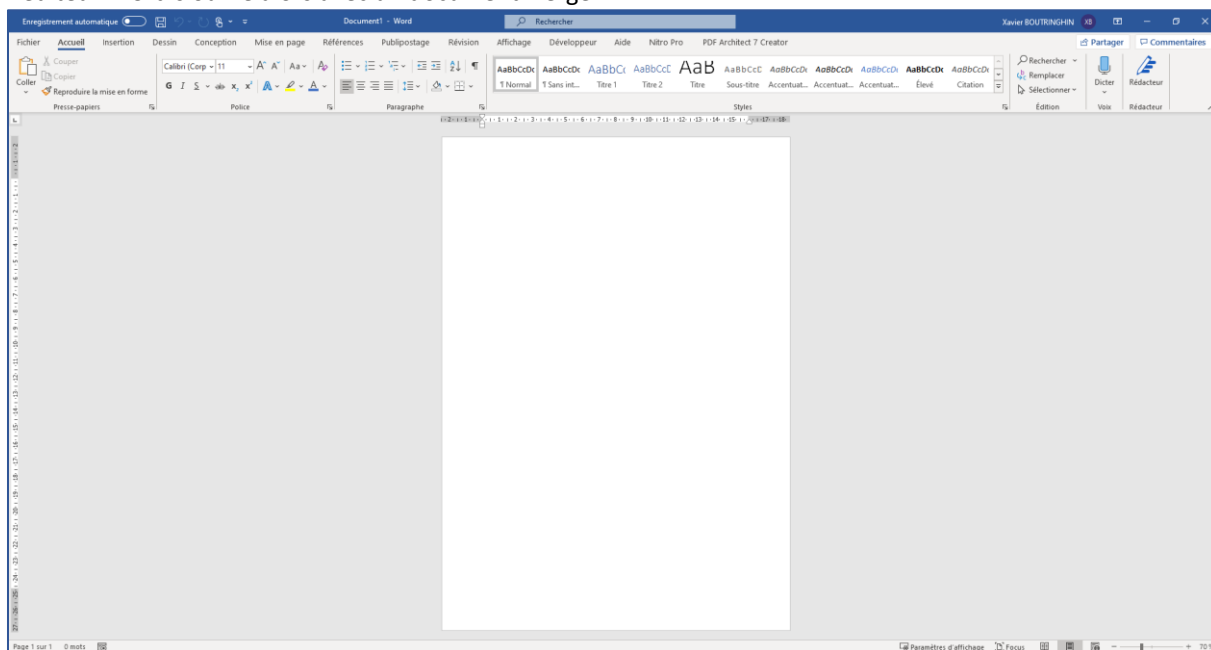 Enregistrement automatique Document1 - Word Rechercher Xavier BOUTRINGHIN XB
Fichier Accueil Insertion Dessin Conception Mise en page Références Publipostage Révision Affichage Développeur Aide Nitro Pro PDF Architect 7 Creator Partager Commentaires
Coller
Couper
Copier
Reproduire la mise en forme
Presse-papiers
Calibri (Corp 11
G I S ab x, x²
Police
Paragraphe
AaBbCcDc AaBbCcDc AaBbCc AaBbCcC AaB AaBbCcC AaBbCcDc AaBbCcDc AaBbCcDc AaBbCcDc AaBbCcDc
¶ Normal ¶ Sans int... Titre 1 Titre 2 Titre Sous-titre Accentuat... Accentuat... Accentuat... Élevé Citation
Styles
Rechercher
Remplacer
Sélectionner
Édition
Dicter
Voix
Rédacteur
Rédacteur
Page 1 sur 1 0 mots Paramètres d'affichage Focus